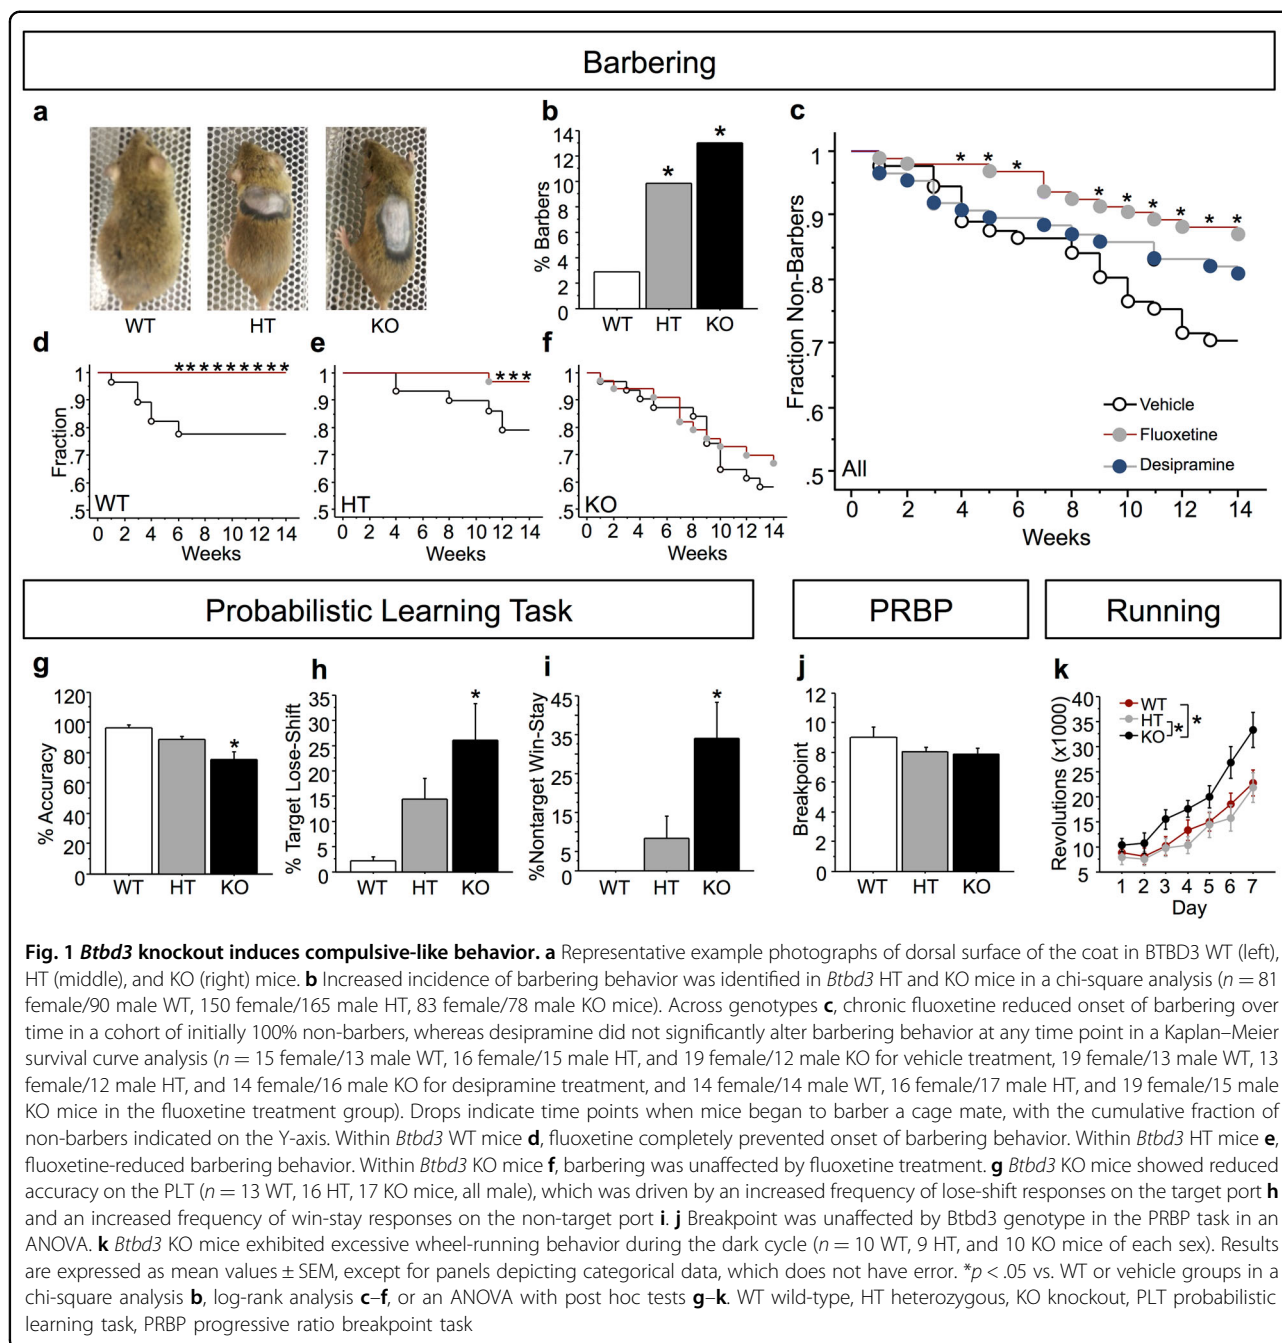 Barbering
a
WT
HT
KO
b
% Barbers
14
12
10
8
6
4
2
0
*
*
WT
HT
KO
c
Fraction Non-Barbers
1
.9
.8
.7
.6
.5
* * * * * * * * *
Vehicle
Fluoxetine
Desipramine
All
0 2 4 6 8 10 12 14
Weeks
d
Fraction
1
.9
.8
.7
.6
.5
*********
WT
0 2 4 6 8 10 12 14
Weeks
e
1
.9
.8
.7
.6
.5
***
HT
0 2 4 6 8 10 12 14
Weeks
f
1
.9
.8
.7
.6
.5
KO
0 2 4 6 8 10 12 14
Weeks
Probabilistic Learning Task
PRBP
Running
g
% Accuracy
120
100
80
60
40
20
0
*
WT HT KO
h
% Target Lose-Shift
35
30
25
20
15
10
5
0
*
WT HT KO
i
%Nontarget Win-Stay
45
35
25
15
5
0
*
WT HT KO
j
Breakpoint
12
10
8
6
4
2
0
WT HT KO
k
Revolutions (x1000)
40
35
30
25
20
15
10
5
WT
HT
KO
*
*
1 2 3 4 5 6 7
Day
Fig. 1 Btbd3 knockout induces compulsive-like behavior. a Representative example photographs of dorsal surface of the coat in BTBD3 WT (left),
HT (middle), and KO (right) mice. b Increased incidence of barbering behavior was identified in Btbd3 HT and KO mice in a chi-square analysis (n = 81
female/90 male WT, 150 female/165 male HT, 83 female/78 male KO mice). Across genotypes c, chronic fluoxetine reduced onset of barbering over
time in a cohort of initially 100% non-barbers, whereas desipramine did not significantly alter barbering behavior at any time point in a Kaplan–Meier
survival curve analysis (n = 15 female/13 male WT, 16 female/15 male HT, and 19 female/12 male KO for vehicle treatment, 19 female/13 male WT, 13
female/12 male HT, and 14 female/16 male KO for desipramine treatment, and 14 female/14 male WT, 16 female/17 male HT, and 19 female/15 male
KO mice in the fluoxetine treatment group). Drops indicate time points when mice began to barber a cage mate, with the cumulative fraction of
non-barbers indicated on the Y-axis. Within Btbd3 WT mice d, fluoxetine completely prevented onset of barbering behavior. Within Btbd3 HT mice e,
fluoxetine-reduced barbering behavior. Within Btbd3 KO mice f, barbering was unaffected by fluoxetine treatment. g Btbd3 KO mice showed reduced
accuracy on the PLT (n = 13 WT, 16 HT, 17 KO mice, all male), which was driven by an increased frequency of lose-shift responses on the target port h
and an increased frequency of win-stay responses on the non-target port i. j Breakpoint was unaffected by Btbd3 genotype in the PRBP task in an
ANOVA. k Btbd3 KO mice exhibited excessive wheel-running behavior during the dark cycle (n = 10 WT, 9 HT, and 10 KO mice of each sex). Results
are expressed as mean values ± SEM, except for panels depicting categorical data, which does not have error. *p < .05 vs. WT or vehicle groups in a
chi-square analysis b, log-rank analysis c–f, or an ANOVA with post hoc tests g–k. WT wild-type, HT heterozygous, KO knockout, PLT probabilistic
learning task, PRBP progressive ratio breakpoint task